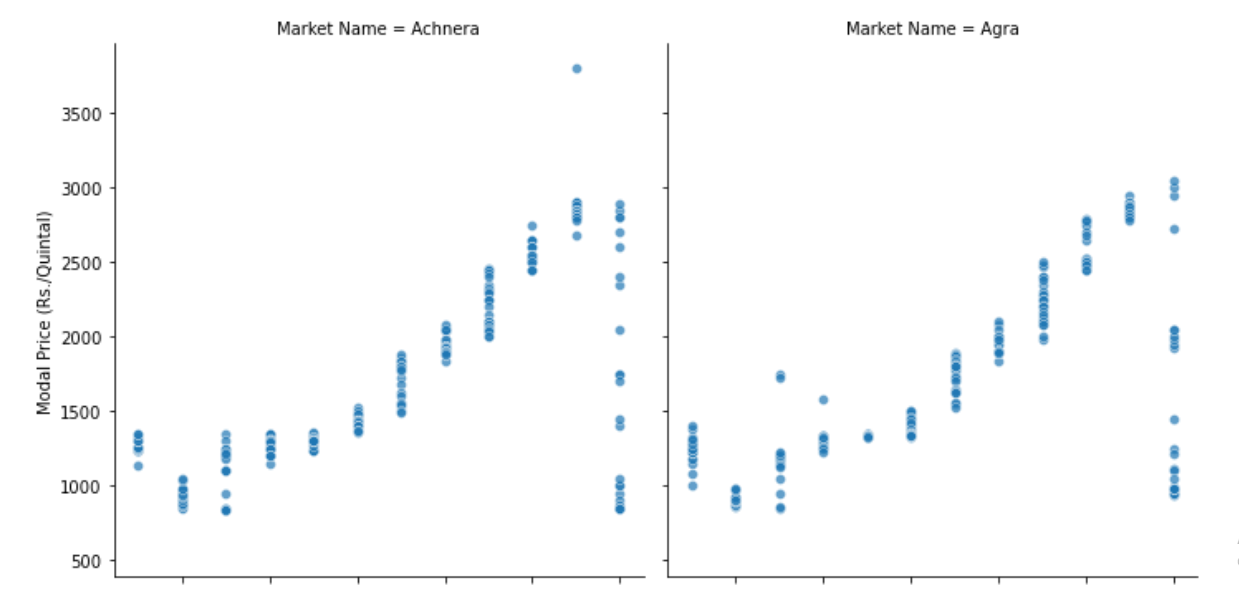 Market Name = Achnera
Market Name = Agra
Modal Price (Rs./Quintal)
3500
3000
2500
2000
1500
1000
500